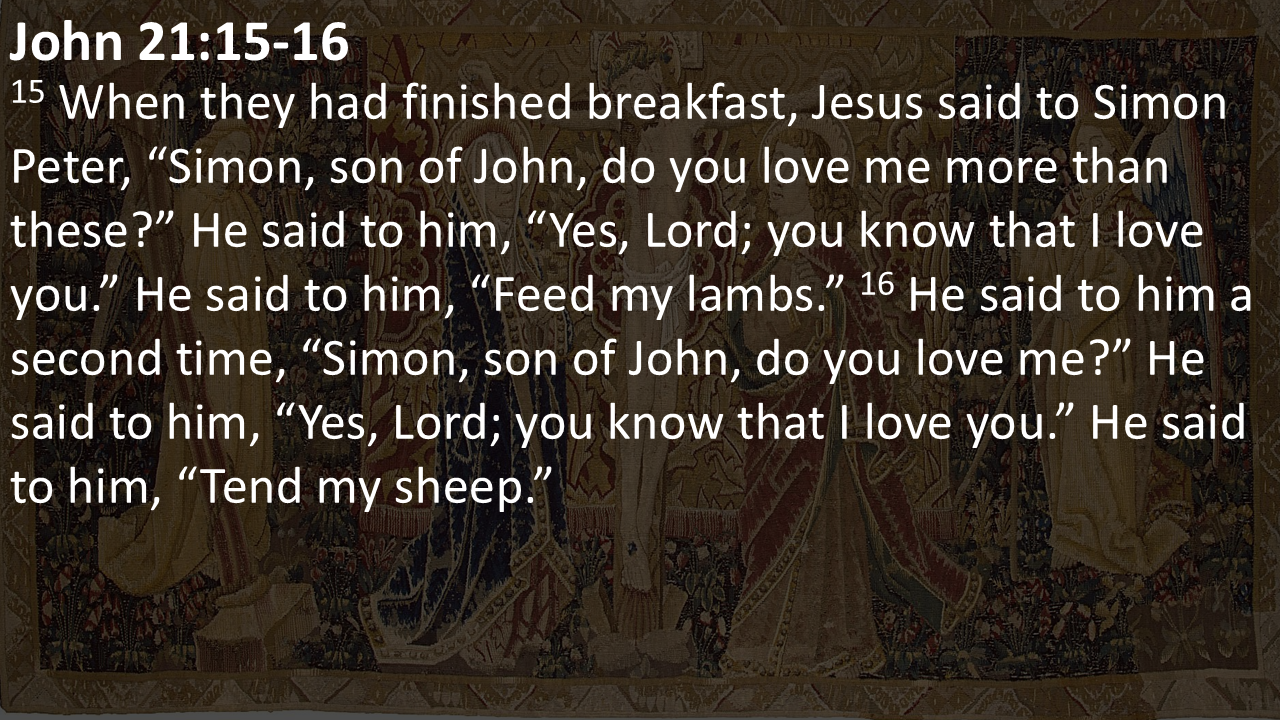 John 21:15-16
15 When they had finished breakfast, Jesus said to Simon
Peter, “Simon, son of John, do you love me more than
these?” He said to him, “Yes, Lord; you know that I love
you.” He said to him, “Feed my lambs.” 16 He said to him a
second time, “Simon, son of John, do you love me?” He
said to him, “Yes, Lord; you know that I love you.” He said
to him, “Tend my sheep.”